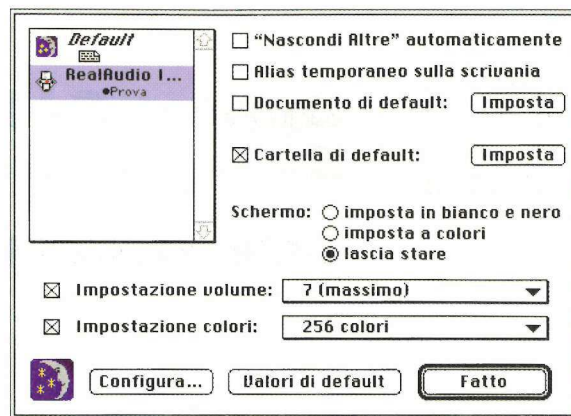 Default
RealAudio I...
•Prova
"Nascondi Altre" automaticamente
Alias temporaneo sulla scrivania
Documento di default: Imposta
Cartella di default: Imposta
Schermo: imposta in bianco e nero
imposta a colori
lascia stare
Impostazione volume: 7 (massimo)
Impostazione colori: 256 colori
Configura... Valori di default Fatto